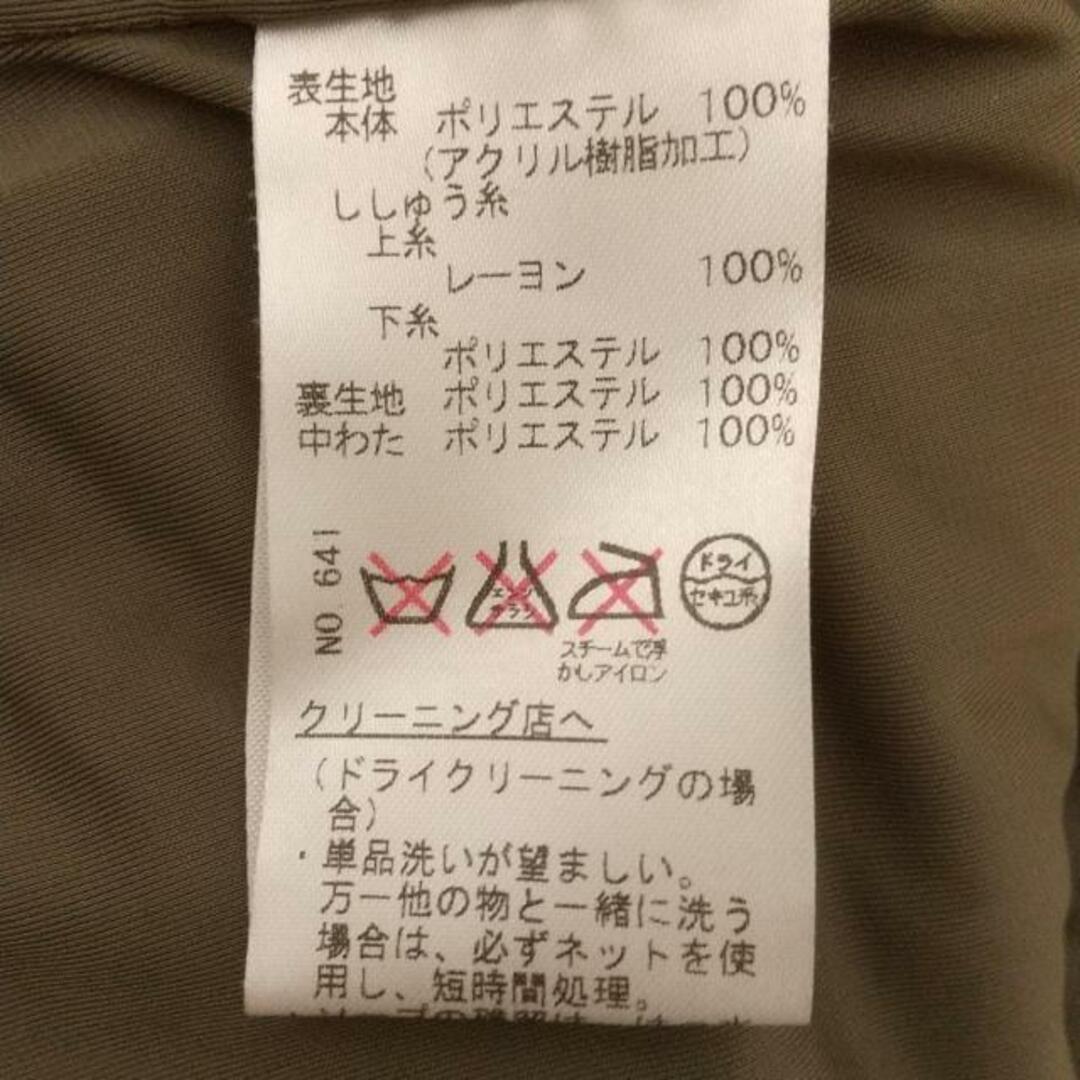 表生地
本体 ポリエステル 100%
(アクリル樹脂加工)
ししゅう糸
上糸
レーヨン 100%
下糸
ポリエステル 100%
裏生地 ポリエステル 100%
中わた ポリエステル 100%
NO. 641
エンソ
サラシ
ドライ
セキユ系
スチームで浮
かしアイロン
クリーニング店へ
(ドライクリーニングの場
合)
・単品洗いが望ましい。
万一他の物と一緒に洗う
場合は、必ずネットを使
用し、短時間処理。